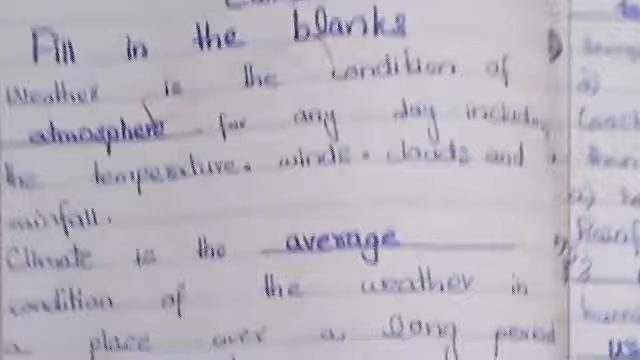 Fill in the blanks
Weather is the condition of
atmosphere for any day includin
the temperature. winds. clouds and
rainfall.
Climate is the average
condition of the weather in
a place over a long period